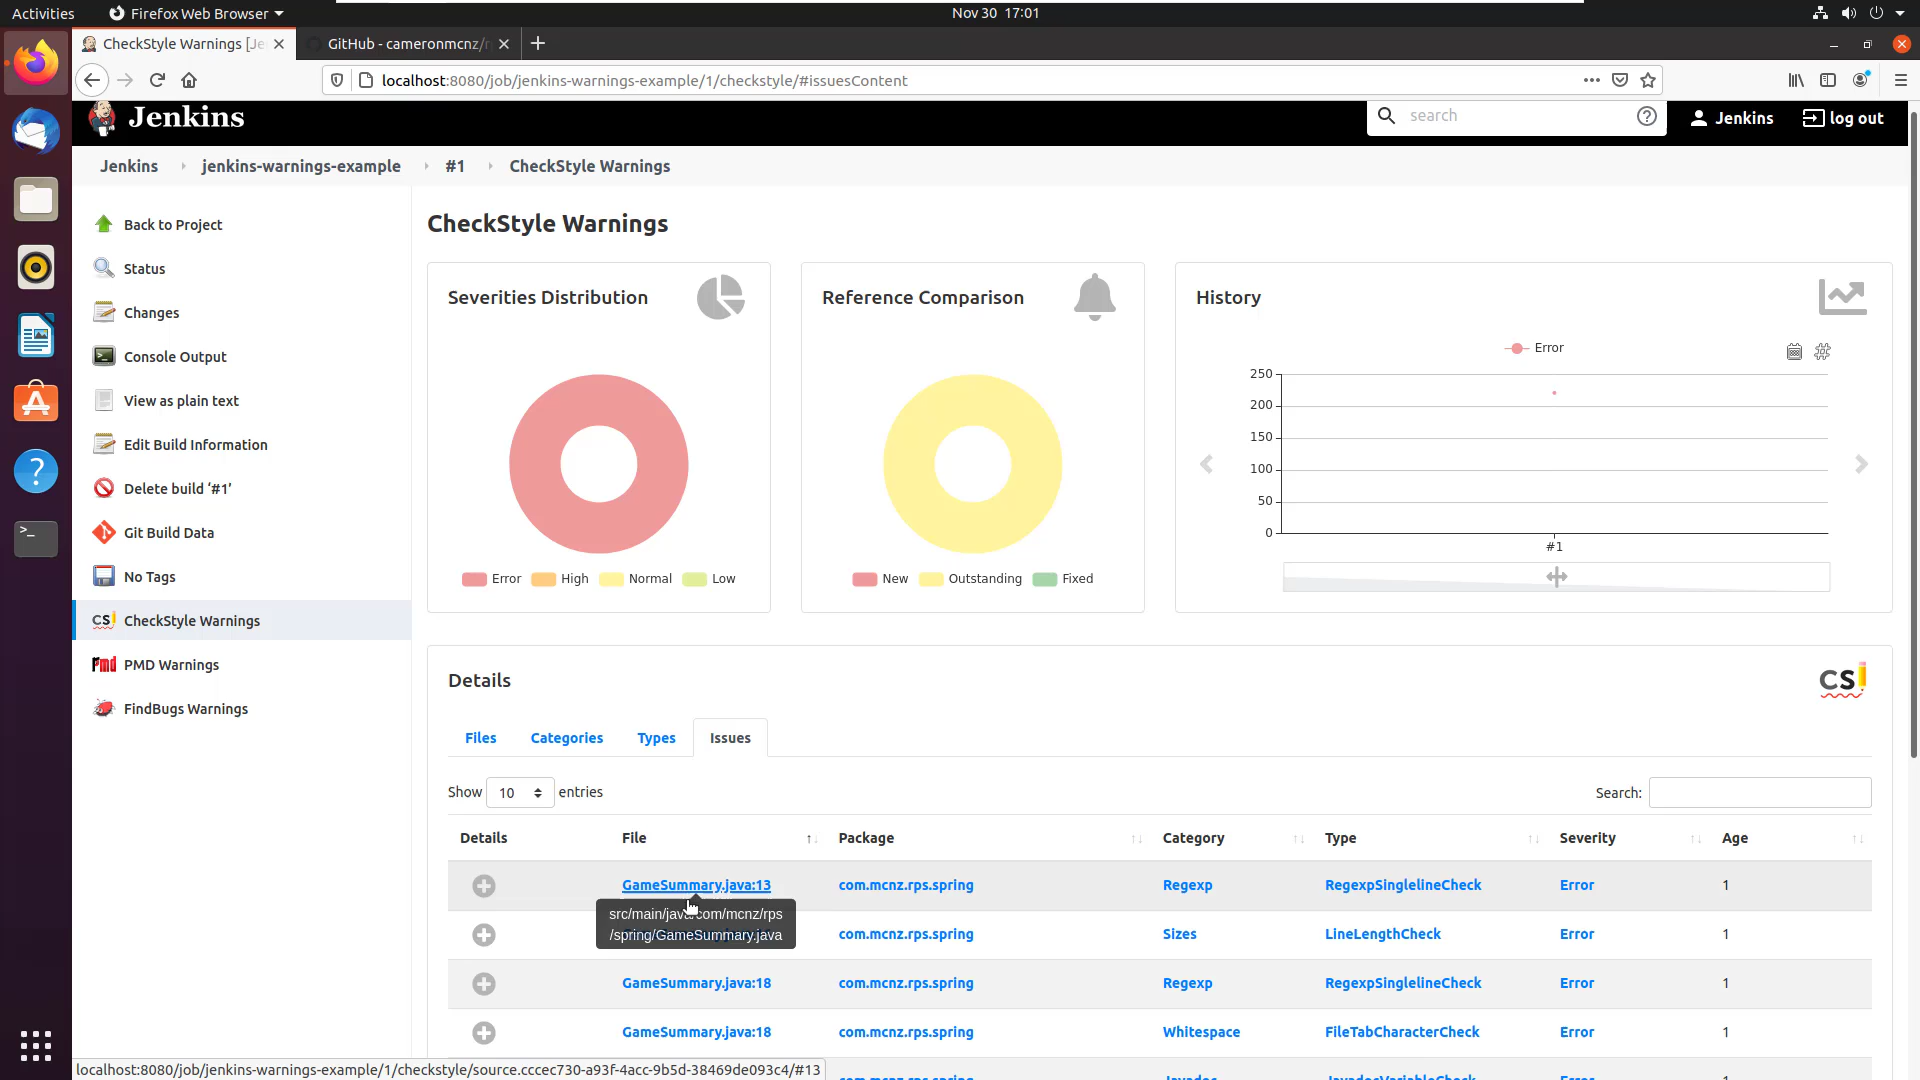 Activities
Firefox Web Browser
Nov 30 17:01
CheckStyle Warnings [Je
GitHub - cameronmcnz/r
localhost:8080/job/jenkins-warnings-example/1/checkstyle/#issuesContent
Jenkins
search
Jenkins
log out
Jenkins
jenkins-warnings-example
#1
CheckStyle Warnings
Back to Project
Status
Changes
Console Output
View as plain text
Edit Build Information
Delete build ‘#1’
Git Build Data
No Tags
CheckStyle Warnings
PMD Warnings
FindBugs Warnings
CheckStyle Warnings
Severities Distribution
Error High Normal Low
Reference Comparison
New Outstanding Fixed
History
Error
250
200
150
100
50
0
#1
Details
CS
Files Categories Types Issues
Show 10 entries
Search:
Details File Package Category Type Severity Age
GameSummary.java:13 com.mcnz.rps.spring Regexp RegexpSinglelineCheck Error 1
src/main/java/com/mcnz/rps
/spring/GameSummary.java
com.mcnz.rps.spring Sizes LineLengthCheck Error 1
GameSummary.java:18 com.mcnz.rps.spring Regexp RegexpSinglelineCheck Error 1
GameSummary.java:18 com.mcnz.rps.spring Whitespace FileTabCharacterCheck Error 1
localhost:8080/job/jenkins-warnings-example/1/checkstyle/source.cccec730-a93f-4acc-9b5d-38469de093c4/#13